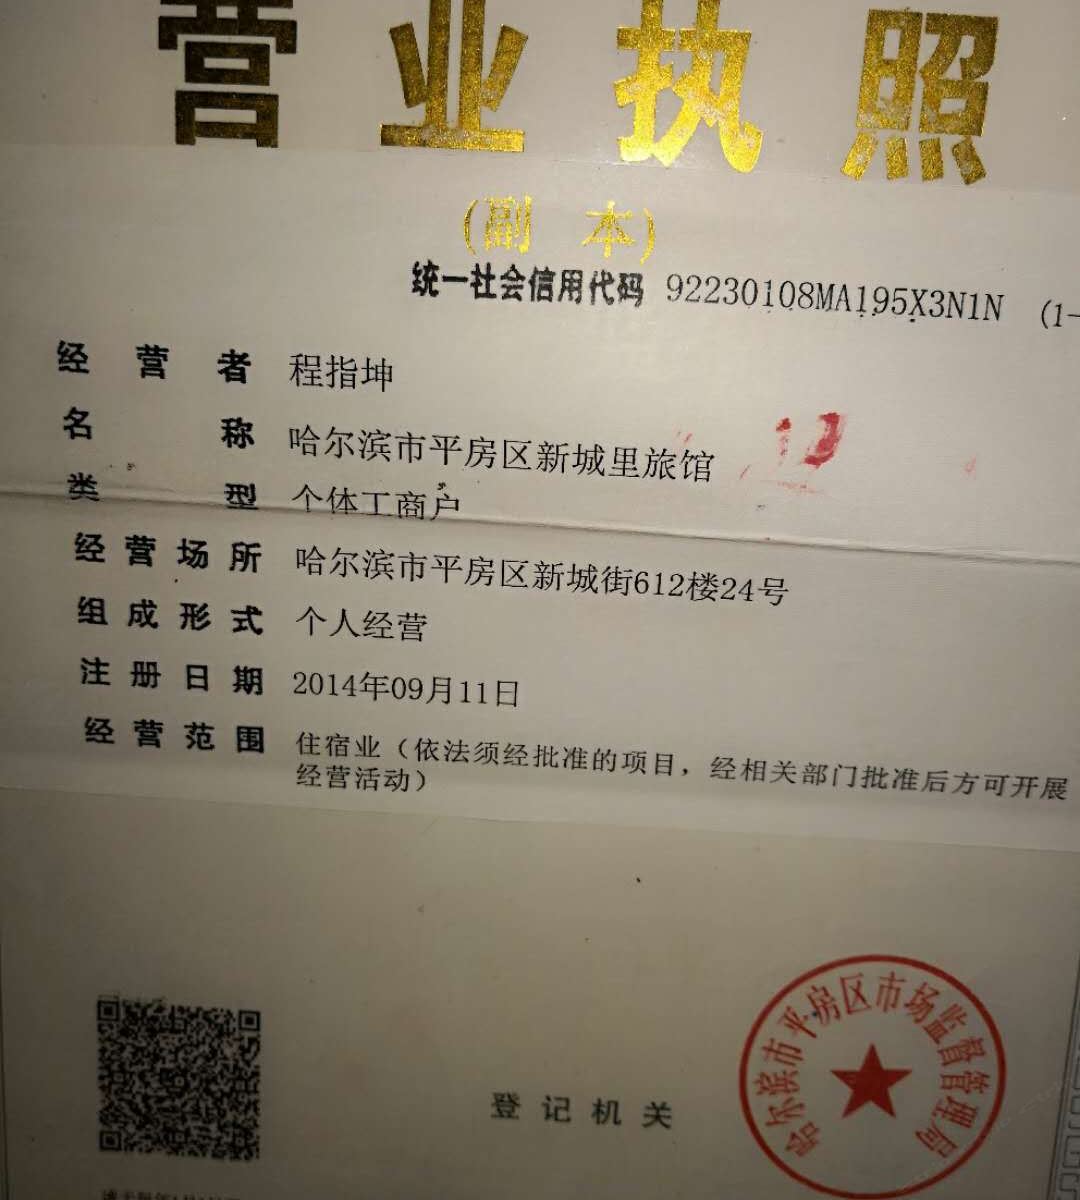 营业执照
(副 本)
统一社会信用代码 92230108MA195X3N1N (1-
经营者 程指坤
名称 哈尔滨市平房区新城里旅馆
类型 个体工商户
经营场所 哈尔滨市平房区新城街612楼24号
组成形式 个人经营
注册日期 2014年09月11日
经营范围 住宿业（依法须经批准的项目，经相关部门批准后方可开展
经营活动）
哈尔滨市平房区市场监督管理局
登记机关